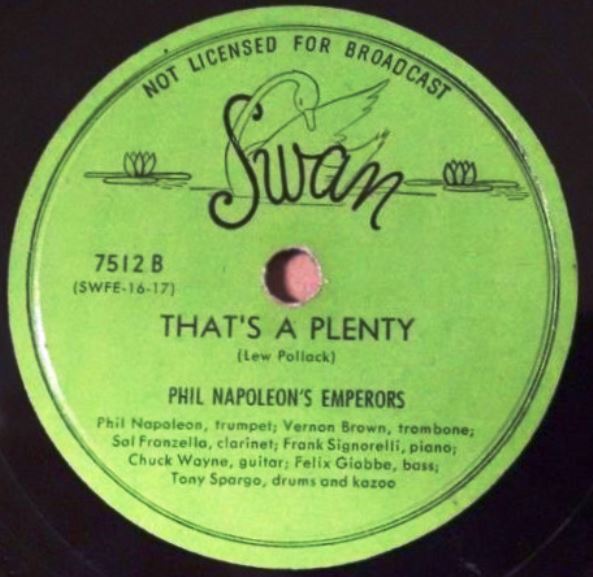 NOT LICENSED FOR BROADCAST
Swan
7512 B
(SWFE-16-17)
THAT'S A PLENTY
(Lew Pollack)
PHIL NAPOLEON'S EMPERORS
Phil Napoleon, trumpet; Vernon Brown, trombone;
Sal Franzella, clarinet; Frank Signorelli, piano;
Chuck Wayne, guitar; Felix Giobbe, bass;
Tony Spargo, drums and kazoo